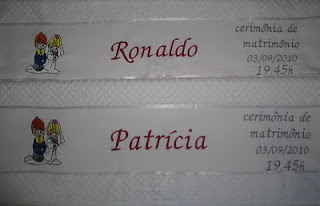 Ronaldo
cerimônia de
matrimônio
03/09/2010
19:45h
Patrícia
cerimônia de
matrimônio
03/09/2010
19:45h